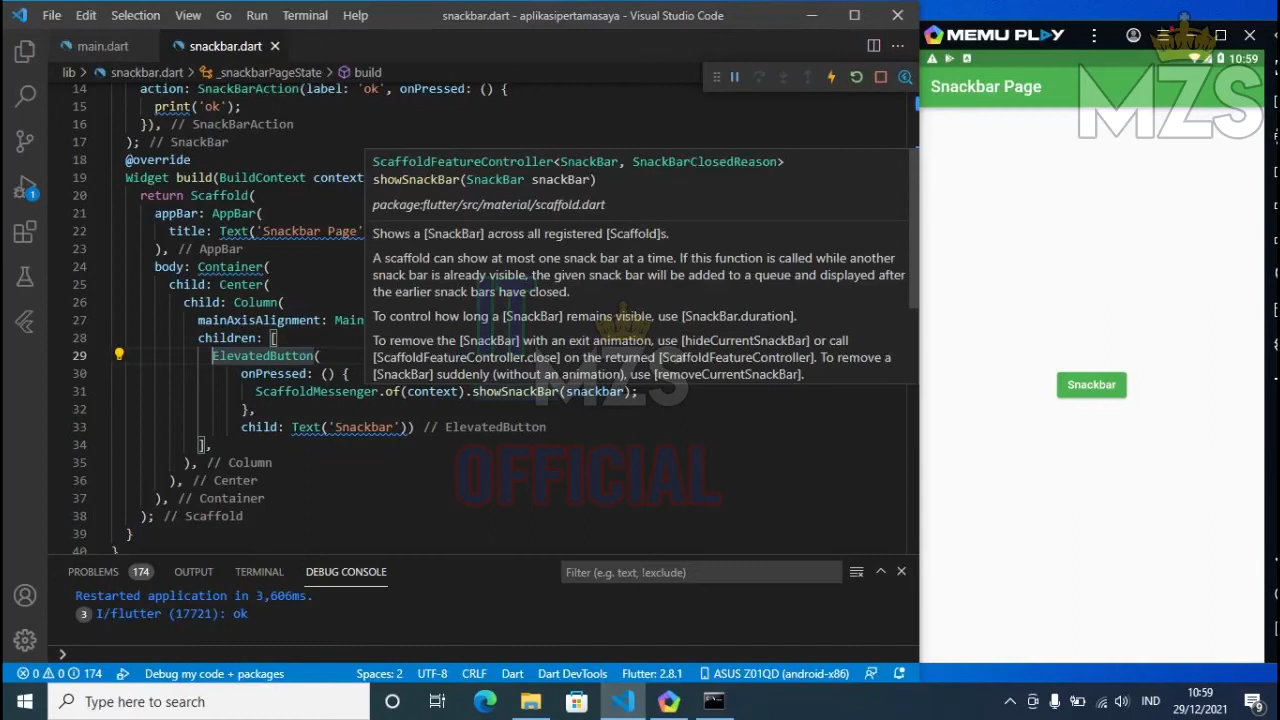 File Edit Selection View Go Run Terminal Help
snackbar.dart - aplikasipertamasaya - Visual Studio Code
main.dart
snackbar.dart
lib > snackbar.dart > _snackbarPageState > build
14 action: SnackBarAction(label: 'ok', onPressed: () {
15 print('ok');
16 }), // SnackBarAction
17 ); // SnackBar
18 @override
19 Widget build(BuildContext context
20 return Scaffold(
21 appBar: AppBar(
22 title: Text('Snackbar Page'
23 ), // AppBar
24 body: Container(
25 child: Center(
26 child: Column(
27 mainAxisAlignment: Main
28 children: [
29 ElevatedButton(
30 onPressed: () {
31 ScaffoldMessenger.of(context).showSnackBar(snackbar);
32 },
33 child: Text('Snackbar')) // ElevatedButton
34 ],
35 ), // Column
36 ), // Center
37 ), // Container
38 ); // Scaffold
39 }
40 }
ScaffoldFeatureController<SnackBar, SnackBarClosedReason>
showSnackBar(SnackBar snackBar)
package:flutter/src/material/scaffold.dart
Shows a [SnackBar] across all registered [Scaffold]s.
A scaffold can show at most one snack bar at a time. If this function is called while another
snack bar is already visible, the given snack bar will be added to a queue and displayed after
the earlier snack bars have closed.
To control how long a [SnackBar] remains visible, use [SnackBar.duration].
To remove the [SnackBar] with an exit animation, use [hideCurrentSnackBar] or call
[ScaffoldFeatureController.close] on the returned [ScaffoldFeatureController]. To remove a
[SnackBar] suddenly (without an animation), use [removeCurrentSnackBar].
MZS
OFFICIAL
1
PROBLEMS 174 OUTPUT TERMINAL DEBUG CONSOLE
Filter (e.g. text, !exclude)
Restarted application in 3,606ms.
3 I/flutter (17721): ok
>
0 0 174 Debug my code + packages
Spaces: 2 UTF-8 CRLF Dart Dart DevTools Flutter: 2.8.1 ASUS Z01QD (android-x86)
MEMU PLAY
10:59
Snackbar Page
MZS
Snackbar
Type here to search
IND
10:59
29/12/2021
9